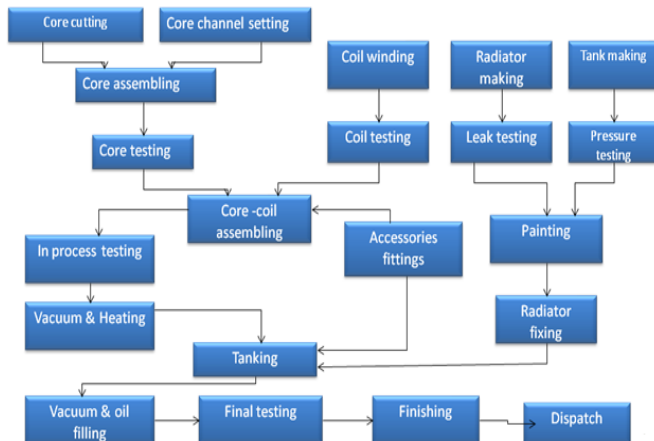 Core cutting
Core channel setting
Coil winding
Radiator
making
Tank making
Core assembling
Core testing
Coil testing
Leak testing
Pressure
testing
Core -coil
assembling
Accessories
fittings
Painting
In process testing
Vacuum & Heating
Radiator
fixing
Tanking
Vacuum & oil
filling
Final testing
Finishing
Dispatch